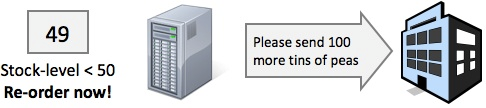 49
Stock-level < 50
Re-order now!
Please send 100
more tins of peas